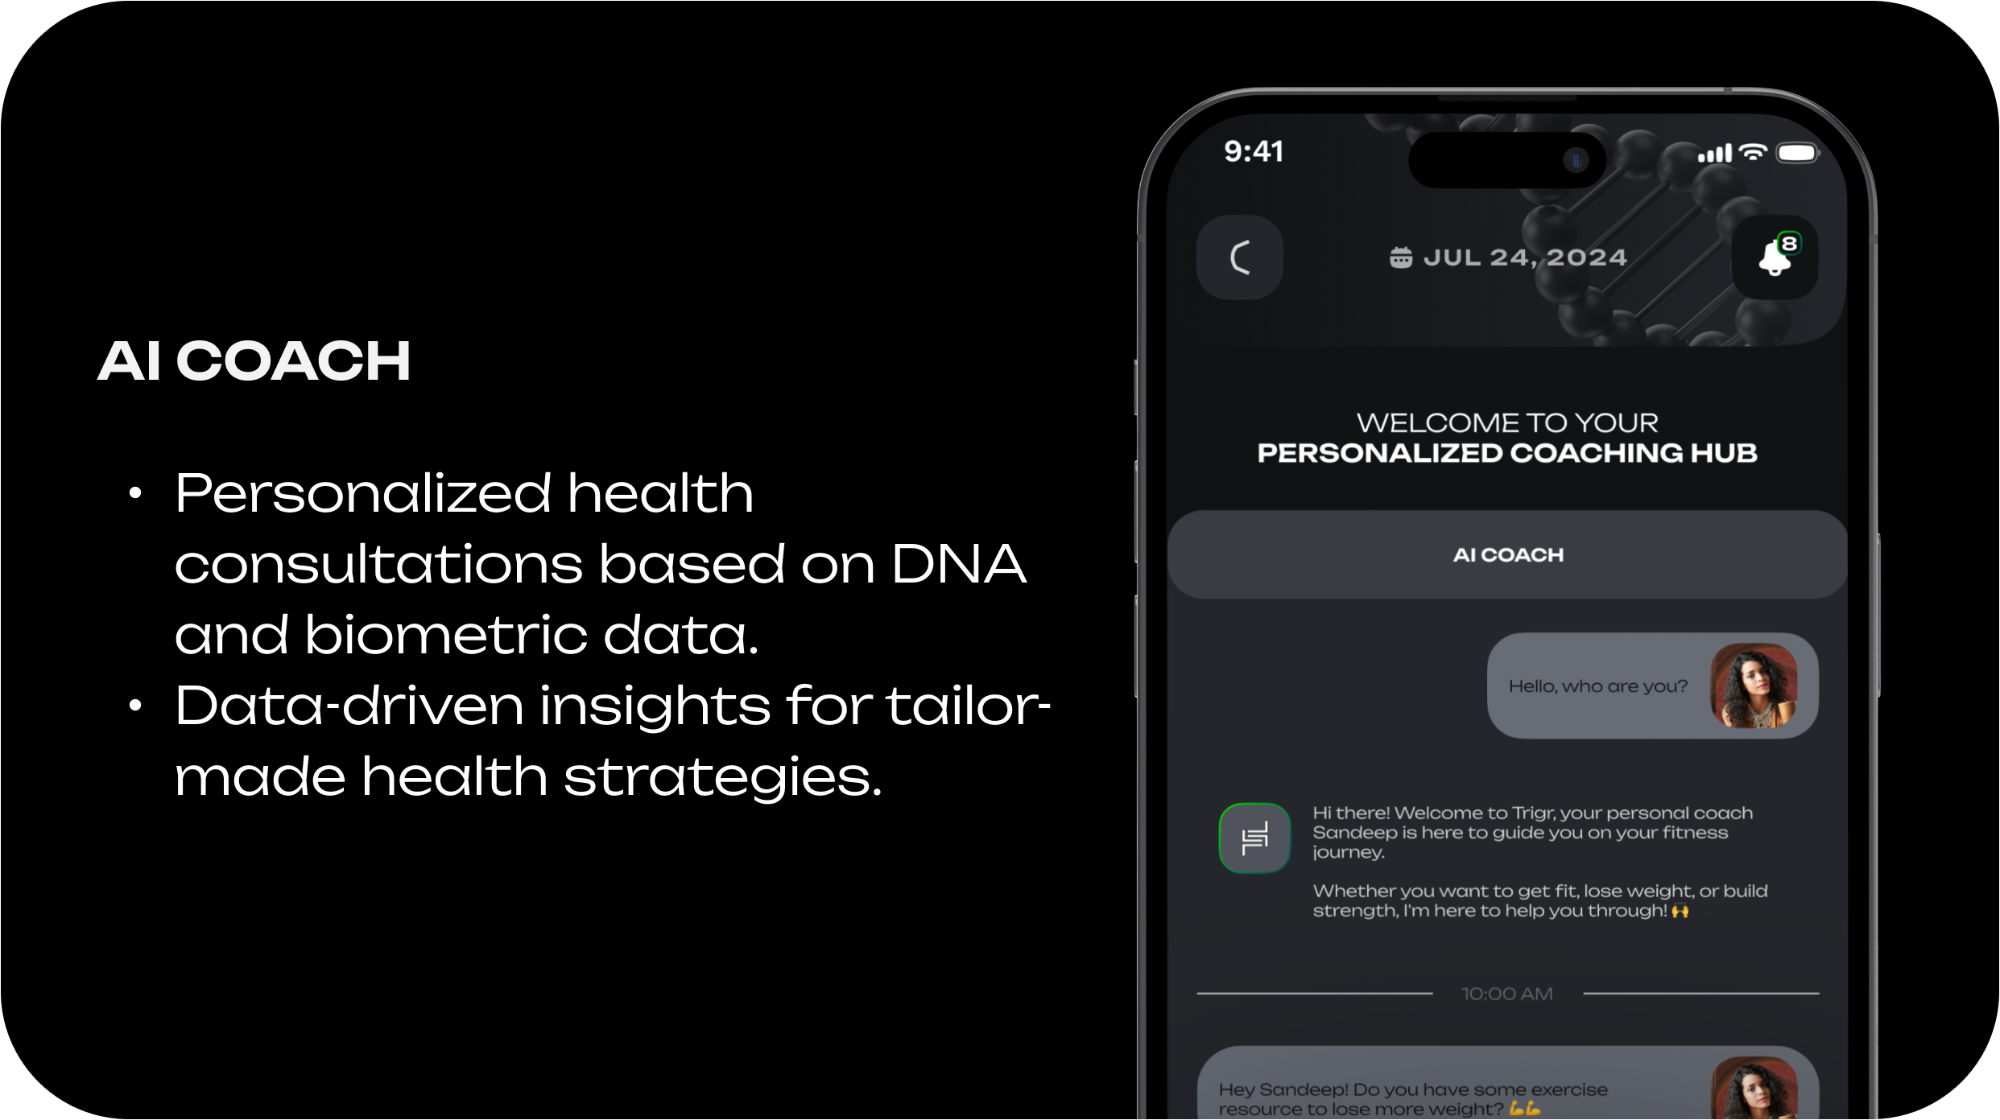 AI COACH
• Personalized health
consultations based on DNA
and biometric data.
• Data-driven insights for tailor-
made health strategies.
9:41
JUL 24, 2024
8
WELCOME TO YOUR
PERSONALIZED COACHING HUB
AI COACH
Hello, who are you?
Hi there! Welcome to Trigr, your personal coach
Sandeep is here to guide you on your fitness
journey.
Whether you want to get fit, lose weight, or build
strength, I'm here to help you through! 🙌
10:00 AM
Hey Sandeep! Do you have some exercise
resource to lose more weight? 💪💪